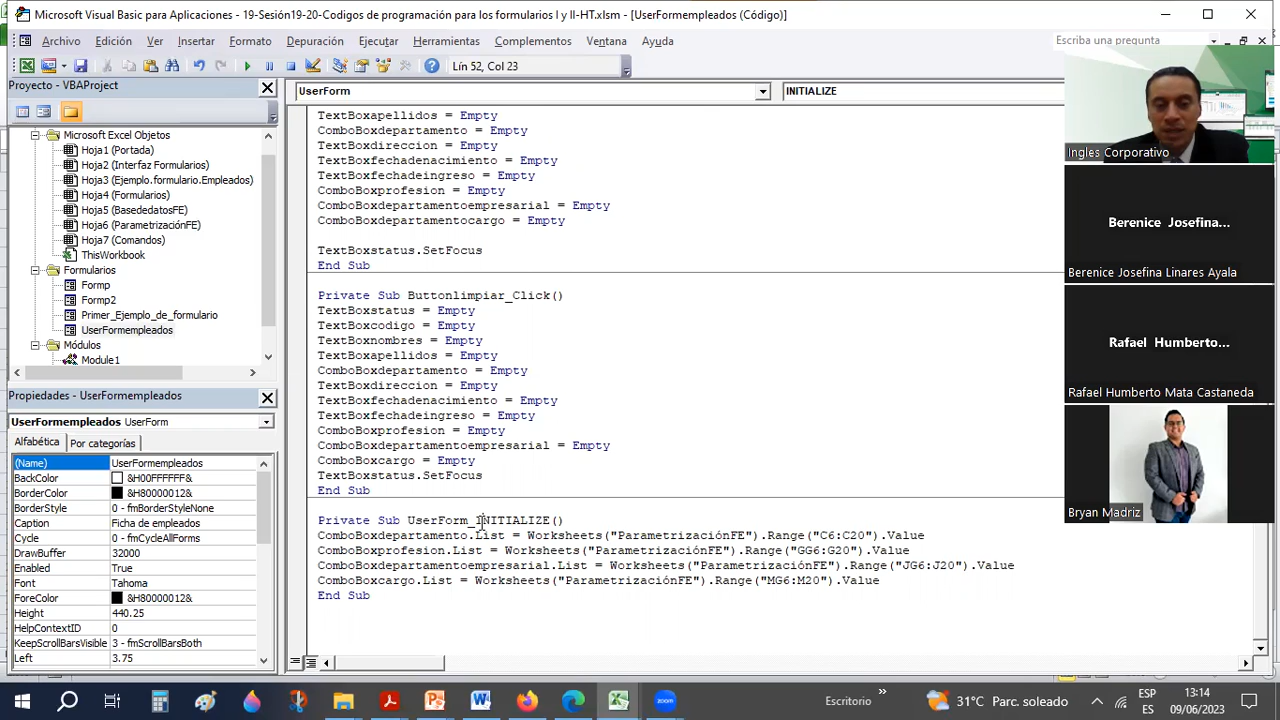 Microsoft Visual Basic para Aplicaciones - 19-Sesión19-20-Codigos de programación para los formularios I y II-HT.xlsm - [UserFormempleados (Código)]
Archivo Edición Ver Insertar Formato Depuración Ejecutar Herramientas Complementos Ventana Ayuda
Escriba una pregunta
Lín 52, Col 23
Proyecto - VBAProject
Microsoft Excel Objetos
Hoja1 (Portada)
Hoja2 (Interfaz Formularios)
Hoja3 (Ejemplo.formulario.Empleados)
Hoja4 (Formularios)
Hoja5 (BasededatosFE)
Hoja6 (ParametrizaciónFE)
Hoja7 (Comandos)
ThisWorkbook
Formularios
Formp
Formp2
Primer_Ejemplo_de_formulario
UserFormempleados
Módulos
Module1
Propiedades - UserFormempleados
UserFormempleados UserForm
Alfabética Por categorías
(Name) UserFormempleados
BackColor &H00FFFFFF&
BorderColor &H80000012&
BorderStyle 0 - fmBorderStyleNone
Caption Ficha de empleados
Cycle 0 - fmCycleAllForms
DrawBuffer 32000
Enabled True
Font Tahoma
ForeColor &H80000012&
Height 440.25
HelpContextID 0
KeepScrollBarsVisible 3 - fmScrollBarsBoth
Left 3.75
UserForm INITIALIZE
TextBoxapellidos = Empty
ComboBoxdepartamento = Empty
TextBoxdireccion = Empty
TextBoxfechadenacimiento = Empty
TextBoxfechadeingreso = Empty
ComboBoxprofesion = Empty
ComboBoxdepartamentoempresarial = Empty
ComboBoxdepartamentocargo = Empty
TextBoxstatus.SetFocus
End Sub
Private Sub Buttonlimpiar_Click()
TextBoxstatus = Empty
TextBoxcodigo = Empty
TextBoxnombres = Empty
TextBoxapellidos = Empty
ComboBoxdepartamento = Empty
TextBoxdireccion = Empty
TextBoxfechadenacimiento = Empty
TextBoxfechadeingreso = Empty
ComboBoxprofesion = Empty
ComboBoxdepartamentoempresarial = Empty
ComboBoxcargo = Empty
TextBoxstatus.SetFocus
End Sub
Private Sub UserForm_INITIALIZE()
ComboBoxdepartamento.List = Worksheets("ParametrizaciónFE").Range("C6:C20").Value
ComboBoxprofesion.List = Worksheets("ParametrizaciónFE").Range("GG6:G20").Value
ComboBoxdepartamentoempresarial.List = Worksheets("ParametrizaciónFE").Range("JG6:J20").Value
ComboBoxcargo.List = Worksheets("ParametrizaciónFE").Range("MG6:M20").Value
End Sub
Ingles Corporativo
Berenice Josefina...
Berenice Josefina Linares Ayala
Rafael Humberto...
Rafael Humberto Mata Castaneda
Bryan Madriz
zoom
Escritorio
31°C Parc. soleado
ESP
ES
13:14
09/06/2023